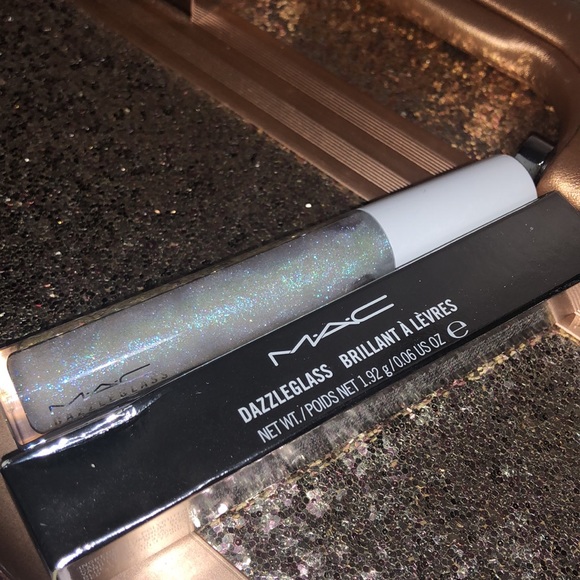 M·A·C
DAZZLEGLASS
M·A·C
DAZZLEGLASS BRILLANT À LÈVRES
NET WT./POIDS NET 1.92 g/0.06 US OZ ℮